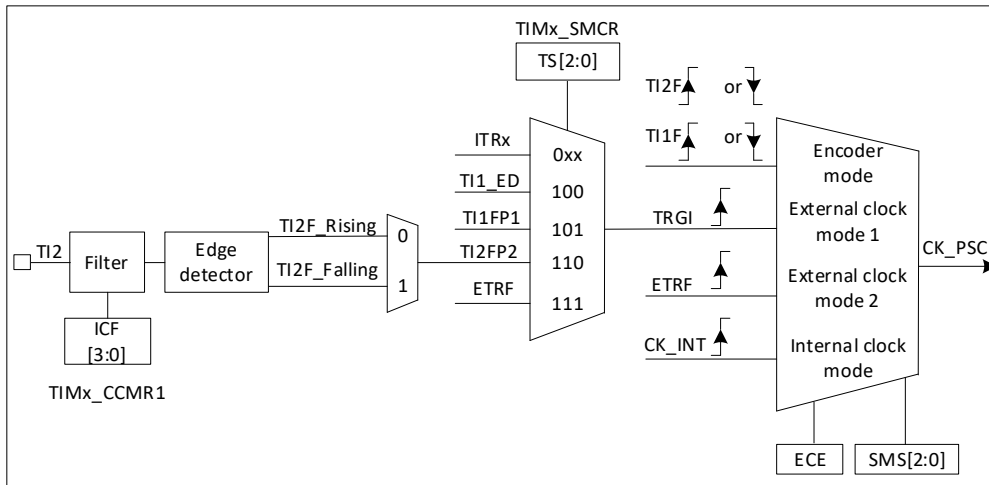 TIMx_SMCR
TS[2:0]
TI2F or
TI1F or
ITRx
0xx
TI1_ED
100
TI1FP1
101
TI2FP2
110
ETRF
111
TI2
Filter
Edge
detector
TI2F_Rising
0
TI2F_Falling
1
ICF
[3:0]
TIMx_CCMR1
TRGI
ETRF
CK_INT
Encoder
mode
External clock
mode 1
External clock
mode 2
Internal clock
mode
CK_PSC
ECE
SMS[2:0]